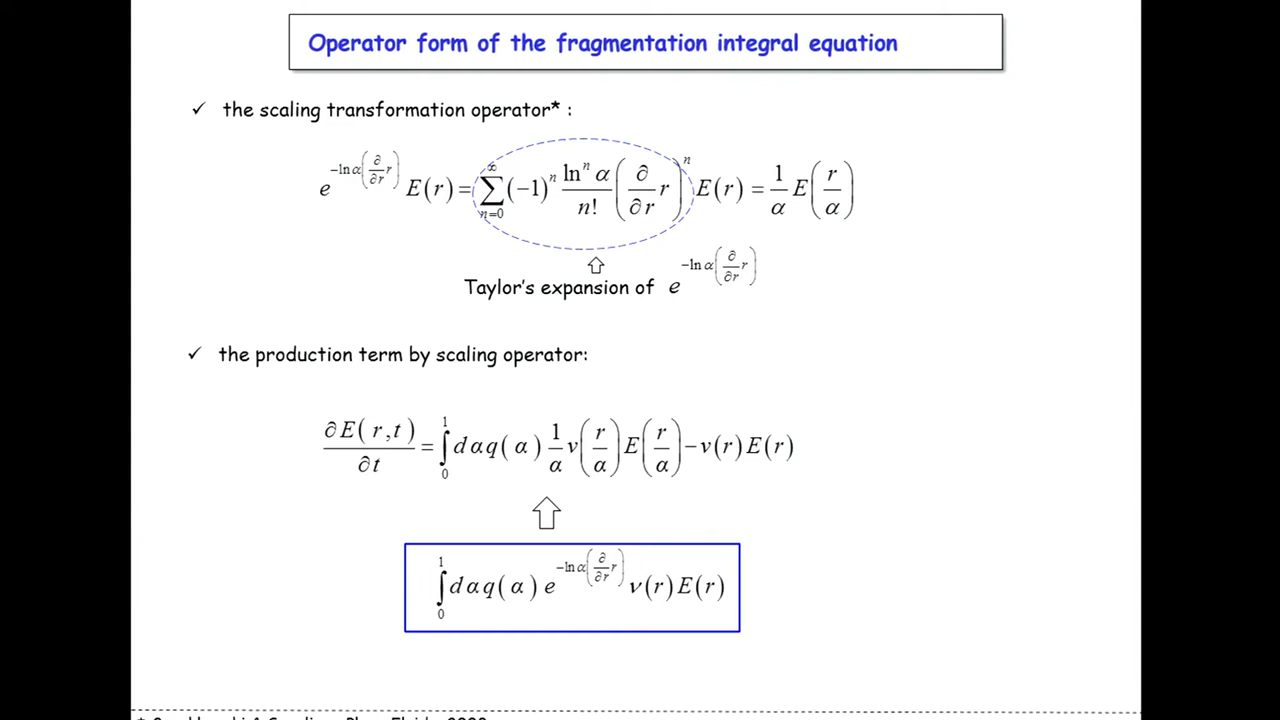 Operator form of the fragmentation integral equation
✓ the scaling transformation operator* :
e^{-ln α(∂/∂r r)} E(r) = ∑_{n=0}^{∞} (−1)^n (ln^n α / n!) (∂/∂r r)^n E(r) = (1/α) E(r/α)
Taylor's expansion of e^{-ln α(∂/∂r r)}
✓ the production term by scaling operator:
∂E(r,t)/∂t = ∫_0^1 dα q(α) (1/α) ν(r/α) E(r/α) − ν(r) E(r)
∫_0^1 dα q(α) e^{-ln α(∂/∂r r)} ν(r) E(r)